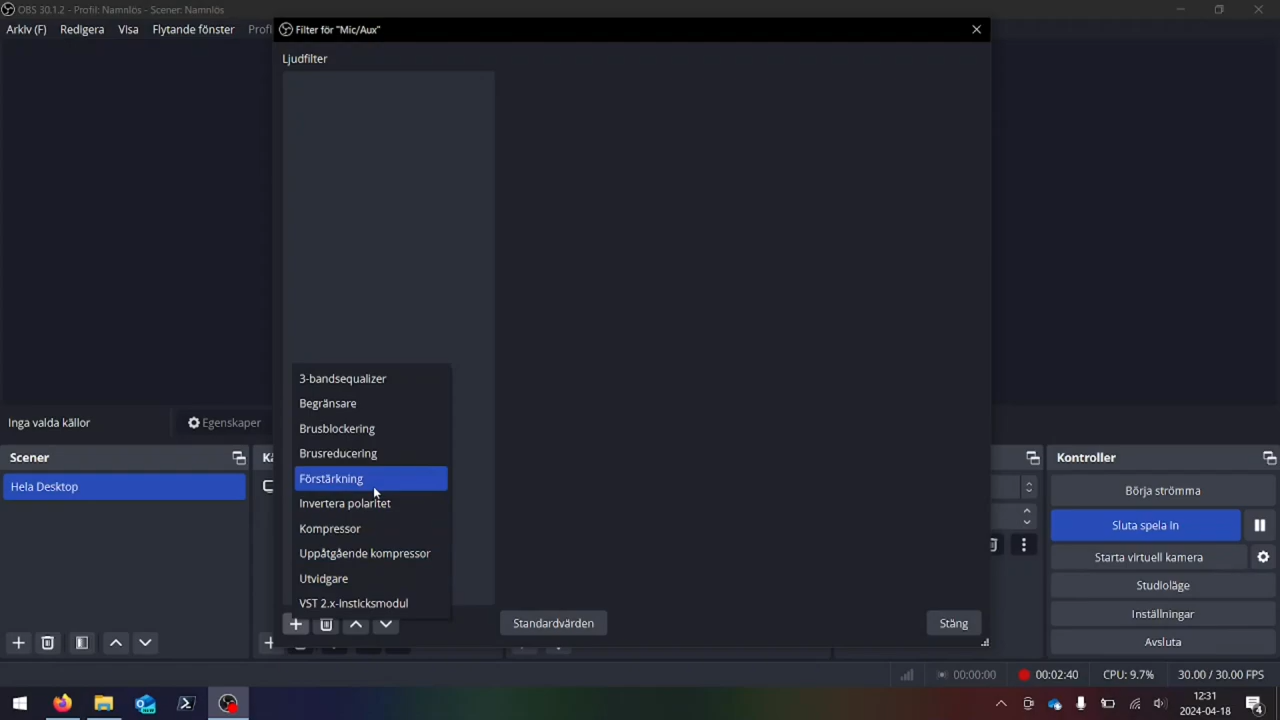 OBS 30.1.2 - Profil: Namnlös - Scener: Namnlös
Arkiv (F) Redigera Visa Flytande fönster
Filter för "Mic/Aux"
Ljudfilter
3-bandsequalizer
Begränsare
Brusblockering
Brusreducering
Förstärkning
Invertera polaritet
Kompressor
Uppåtgående kompressor
Utvidgare
VST 2.x-insticksmodul
Standardvärden
Stäng
Inga valda källor
Egenskaper
Scener
Hela Desktop
Kontroller
Börja strömma
Sluta spela In
Starta virtuell kamera
Studioläge
Inställningar
Avsluta
00:00:00 00:02:40 CPU: 9.7% 30.00 / 30.00 FPS
12:31
2024-04-18
4